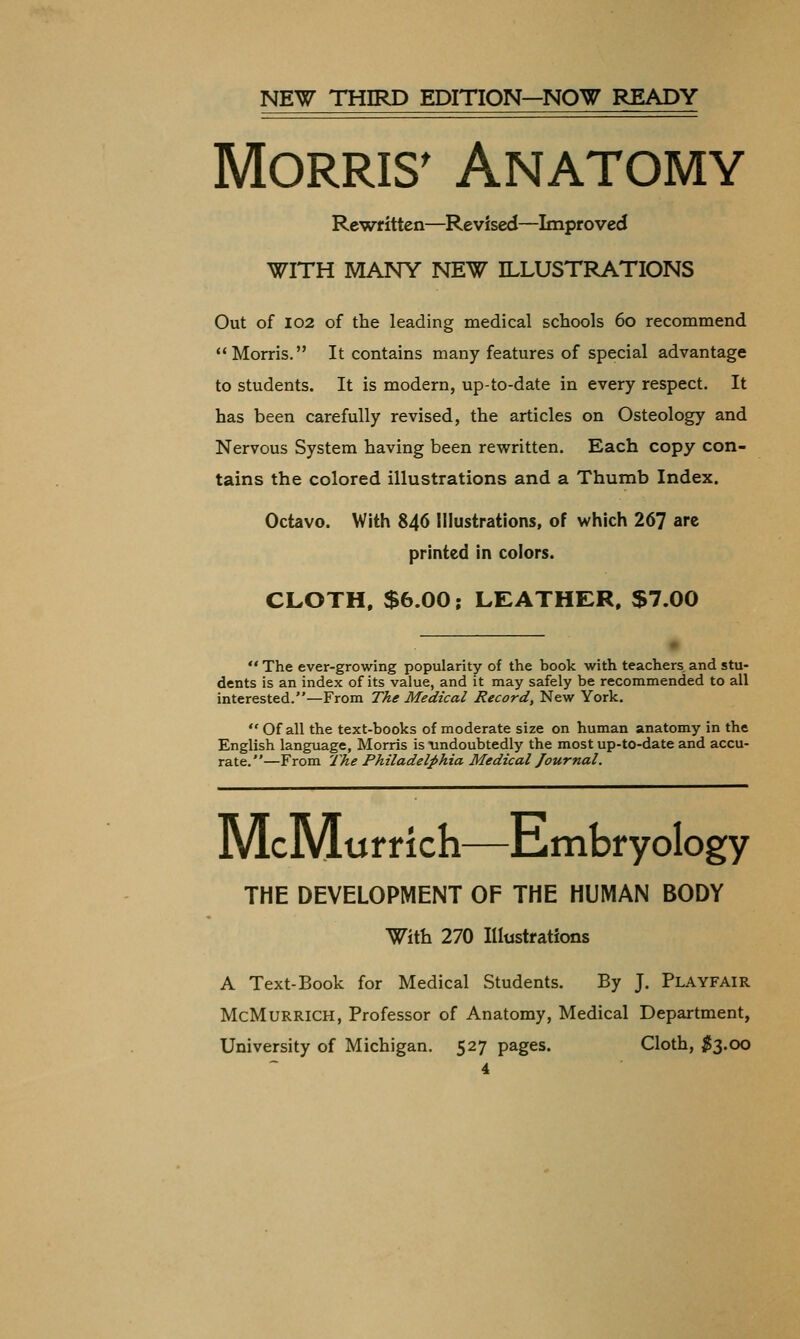 NEW THIRD EDITION—NOW READY
MORRIS' ANATOMY
Rewritten—Revised—Improved
WITH MANY NEW ILLUSTRATIONS
Out of 102 of the leading medical schools 60 recommend
“Morris.” It contains many features of special advantage
to students. It is modern, up-to-date in every respect. It
has been carefully revised, the articles on Osteology and
Nervous System having been rewritten. Each copy con-
tains the colored illustrations and a Thumb Index.
Octavo. With 846 Illustrations, of which 267 are
printed in colors.
CLOTH, $6.00; LEATHER, $7.00
“The ever-growing popularity of the book with teachers and stu-
dents is an index of its value, and it may safely be recommended to all
interested.”—From The Medical Record, New York.
“Of all the text-books of moderate size on human anatomy in the
English language, Morris is undoubtedly the most up-to-date and accu-
rate.”—From The Philadelphia Medical Journal.
McMurrich—Embryology
THE DEVELOPMENT OF THE HUMAN BODY
With 270 Illustrations
A Text-Book for Medical Students. By J. PLAYFAIR
MCMURRICH, Professor of Anatomy, Medical Department,
University of Michigan. 527 pages. Cloth, $3.00
4